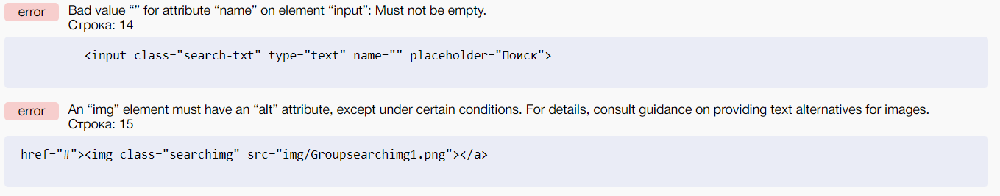 error Bad value “” for attribute “name” on element “input”: Must not be empty.
Строка: 14
<input class="search-txt" type="text" name="" placeholder="Поиск">
error An “img” element must have an “alt” attribute, except under certain conditions. For details, consult guidance on providing text alternatives for images.
Строка: 15
href="#"><img class="searchimg" src="img/Groupsearchimg1.png"></a>